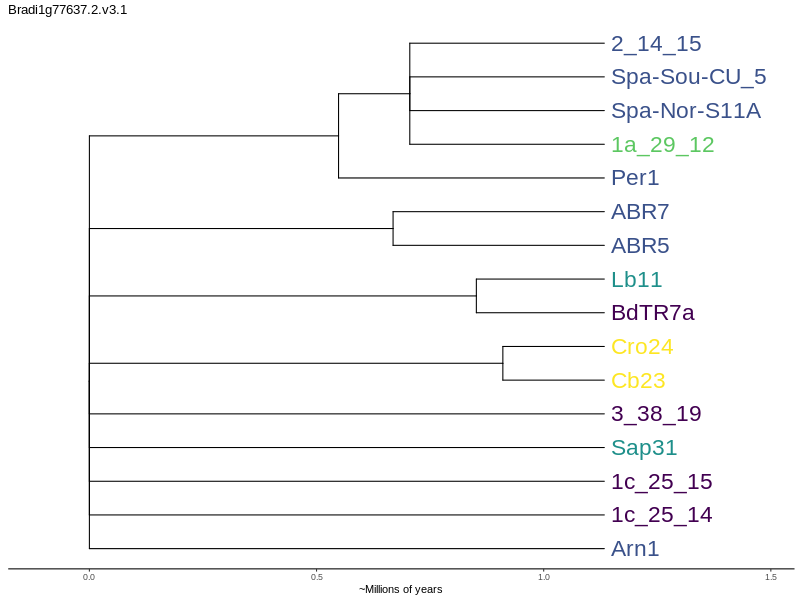 Bradi1g77637.2.v3.1
2_14_15
Spa-Sou-CU_5
Spa-Nor-S11A
1a_29_12
Per1
ABR7
ABR5
Lb11
BdTR7a
Cro24
Cb23
3_38_19
Sap31
1c_25_15
1c_25_14
Arn1
0.0 0.5 1.0 1.5
~Millions of years